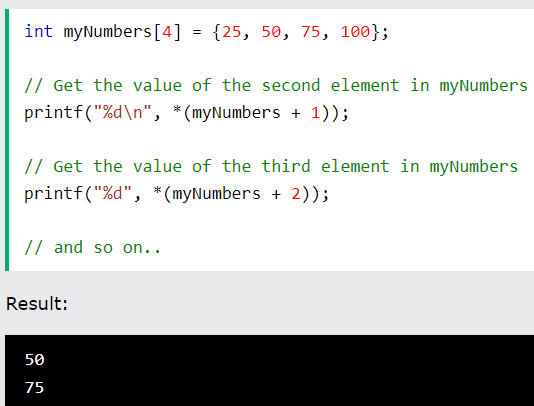 int myNumbers[4] = {25, 50, 75, 100};
// Get the value of the second element in myNumbers
printf("%d\n", *(myNumbers + 1));
// Get the value of the third element in myNumbers
printf("%d", *(myNumbers + 2));
// and so on..
Result:
50
75